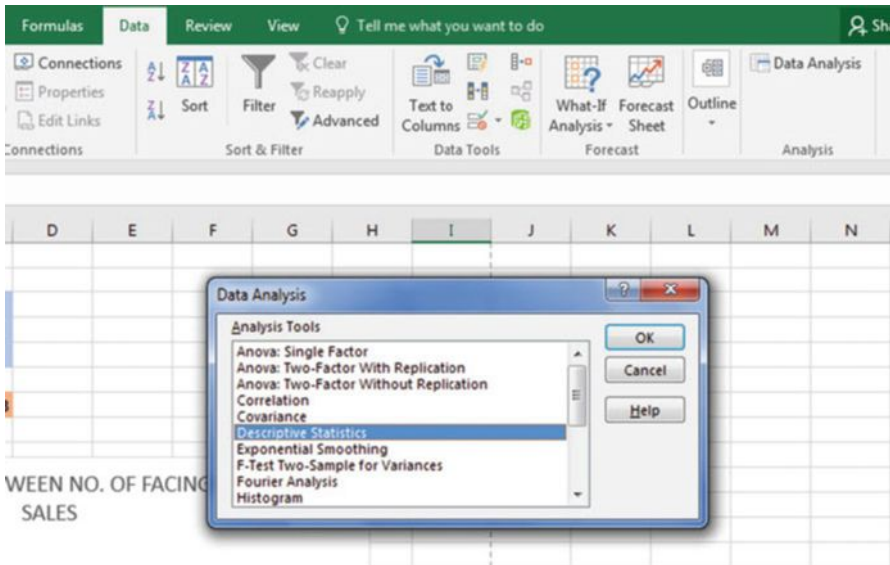 Formulas Data Review View Tell me what you want to do Sh
Connections
Properties
Edit Links
Connections
Sort
Filter
Clear
Reapply
Advanced
Sort & Filter
Text to
Columns
Data Tools
What-If
Analysis
Forecast
Sheet
Forecast
Outline
Data Analysis
Analysis
D E F G H I J K L M N
Data Analysis
Analysis Tools
Anova: Single Factor
Anova: Two-Factor With Replication
Anova: Two-Factor Without Replication
Correlation
Covariance
Descriptive Statistics
Exponential Smoothing
F-Test Two-Sample for Variances
Fourier Analysis
Histogram
OK
Cancel
Help
WEEN NO. OF FACING
SALES